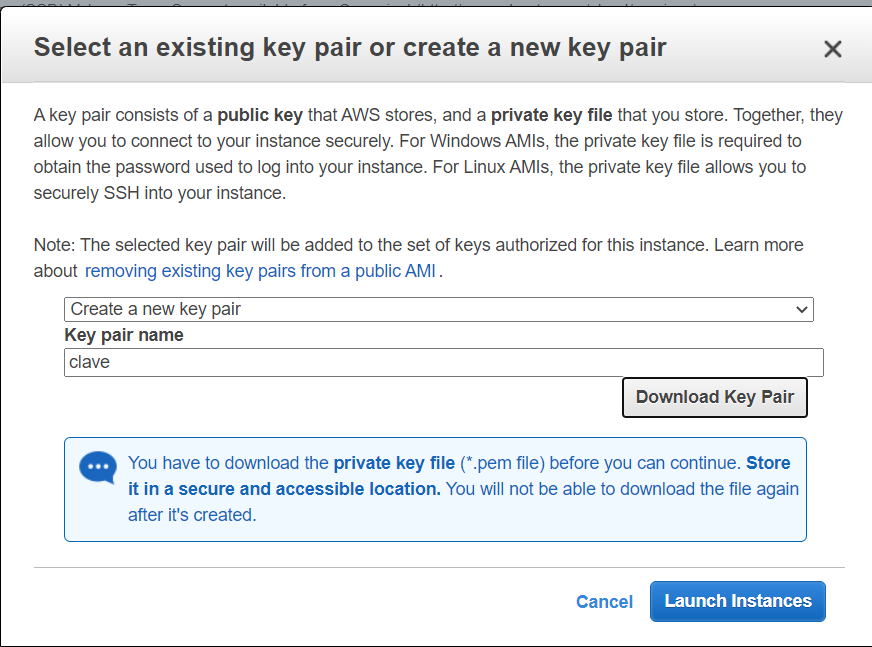 Select an existing key pair or create a new key pair
A key pair consists of a public key that AWS stores, and a private key file that you store. Together, they
allow you to connect to your instance securely. For Windows AMIs, the private key file is required to
obtain the password used to log into your instance. For Linux AMIs, the private key file allows you to
securely SSH into your instance.
Note: The selected key pair will be added to the set of keys authorized for this instance. Learn more
about removing existing key pairs from a public AMI.
Create a new key pair
Key pair name
clave
Download Key Pair
You have to download the private key file (*.pem file) before you can continue. Store
it in a secure and accessible location. You will not be able to download the file again
after it's created.
Cancel
Launch Instances